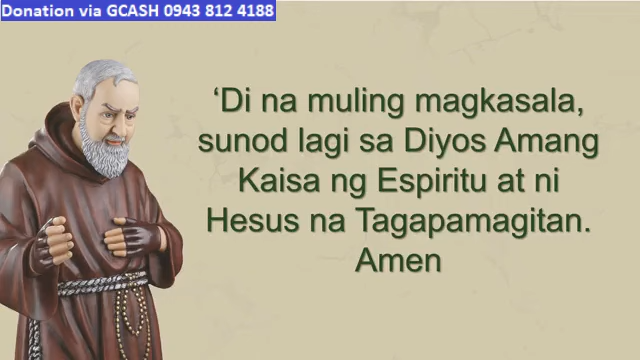 Donation via GCASH 0943 812 4188
‘Di na muling magkasala,
sunod lagi sa Diyos Amang
Kaisa ng Espiritu at ni
Hesus na Tagapamagitan.
Amen